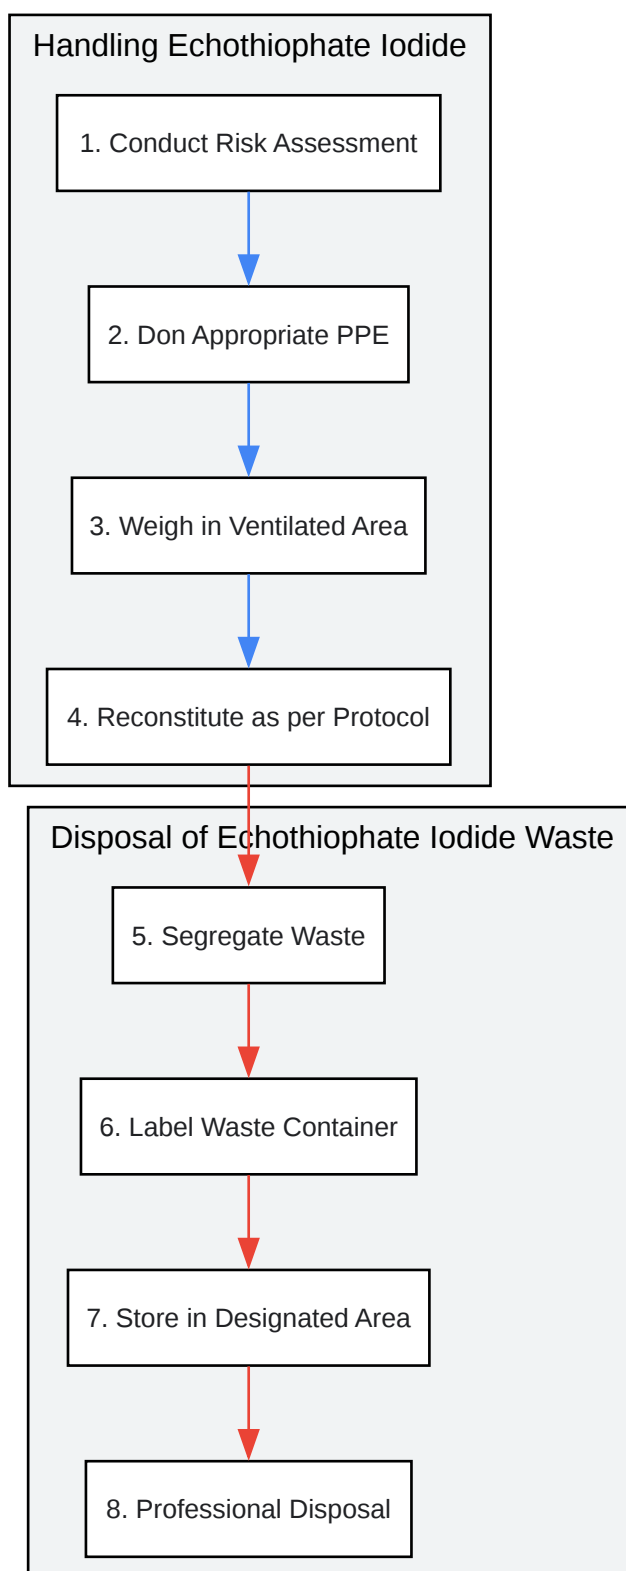 Handling Echothiophate Iodide
1. Conduct Risk Assessment
2. Don Appropriate PPE
3. Weigh in Ventilated Area
4. Reconstitute as per Protocol
Disposal of Echothiophate Iodide Waste
5. Segregate Waste
6. Label Waste Container
7. Store in Designated Area
8. Professional Disposal